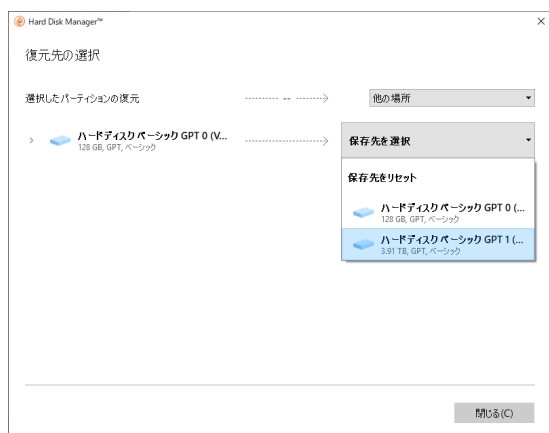 Hard Disk Manager™
復元先の選択
選択したパーティションの復元
他の場所
ハードディスク ベーシック GPT 0 (V...
128 GB, GPT, ベーシック
保存先を選択
保存先をリセット
ハードディスク ベーシック GPT 0 (...
128 GB, GPT, ベーシック
ハードディスク ベーシック GPT 1 (...
3.91 TB, GPT, ベーシック
閉じる(C)